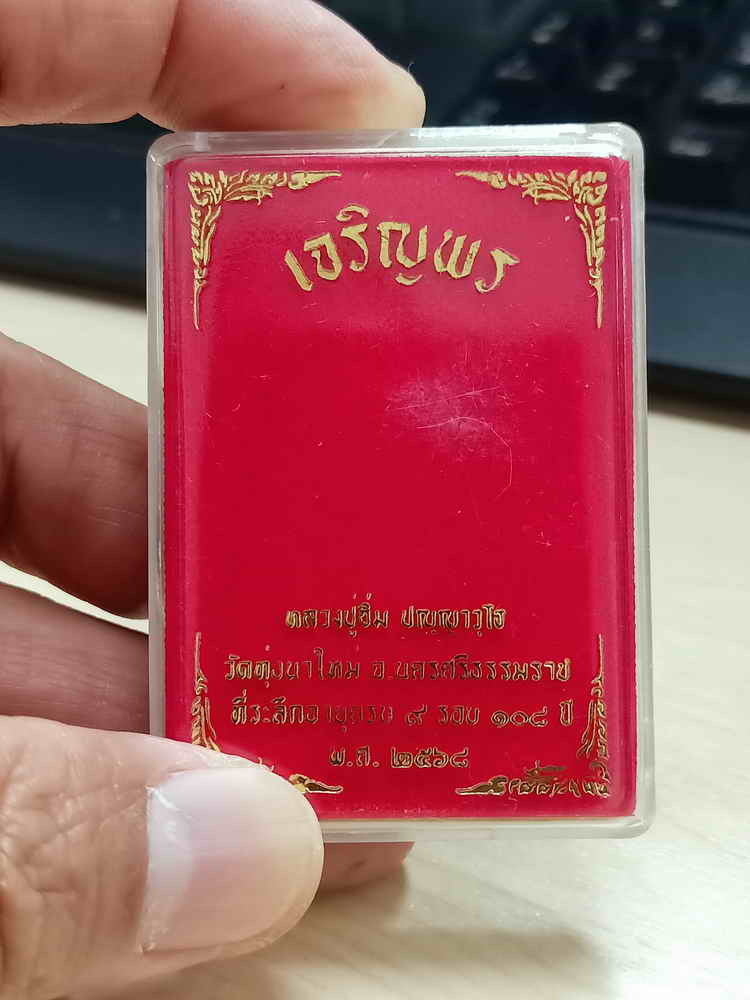 เจริญพร
หลวงปู่ยิ้ม ปญฺญาวุโธ
วัดทุ่งนาใหม่ จ.นครศรีธรรมราช
ที่ระลึกอายุครบ ๙ รอบ ๑๐๘ ปี
พ.ศ. ๒๕๖๘